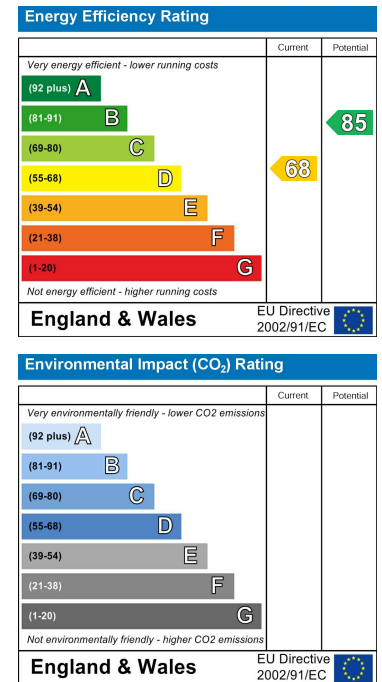 Energy Efficiency Rating
Current Potential
Very energy efficient - lower running costs
(92 plus) A
(81-91) B
85
(69-80) C
68
(55-68) D
(39-54) E
(21-38) F
(1-20) G
Not energy efficient - higher running costs
England & Wales
EU Directive
2002/91/EC
Environmental Impact (CO₂) Rating
Current Potential
Very environmentally friendly - lower CO2 emissions
(92 plus) A
(81-91) B
(69-80) C
(55-68) D
(39-54) E
(21-38) F
(1-20) G
Not environmentally friendly - higher CO2 emissions
England & Wales
EU Directive
2002/91/EC